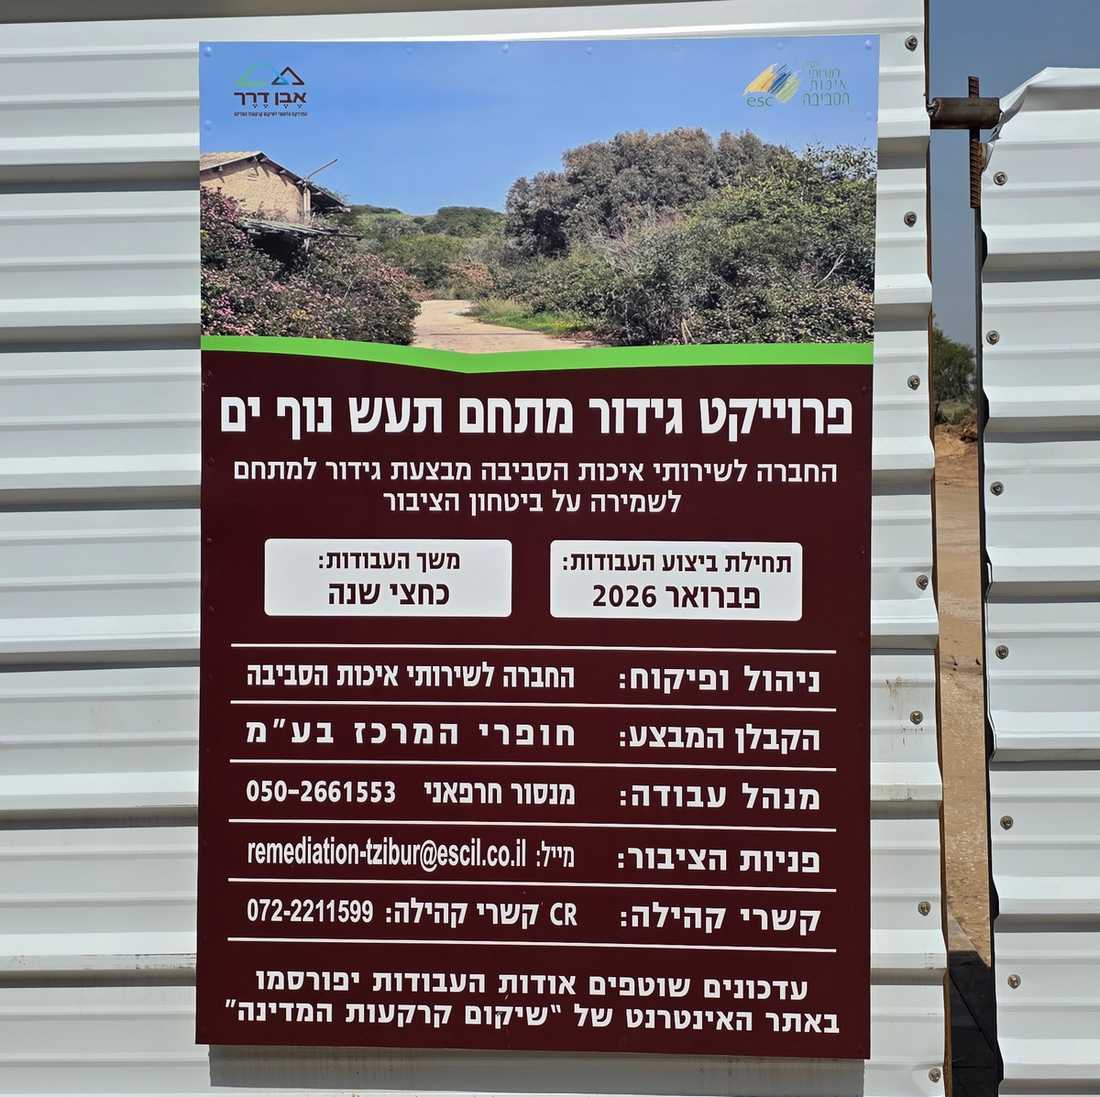 אבן דרך
esc
לשרותי
איכות
הסביבה
פרוייקט גידור מתחם תעש נוף ים
החברה לשירותי איכות הסביבה מבצעת גידור למתחם
לשמירה על ביטחון הציבור
תחילת ביצוע העבודות:
פברואר 2026
משך העבודות:
כחצי שנה
ניהול ופיקוח: החברה לשירותי איכות הסביבה
הקבלן המבצע: חופרי המרכז בע"מ
מנהל עבודה: מנסור חרפאני 050-2661553
פניות הציבור: מייל: remediation-tzibur@escil.co.il
קשרי קהילה: CR קשרי קהילה: 072-2211599
עדכונים שוטפים אודות העבודות יפורסמו
באתר האינטרנט של "שיקום קרקעות המדינה"